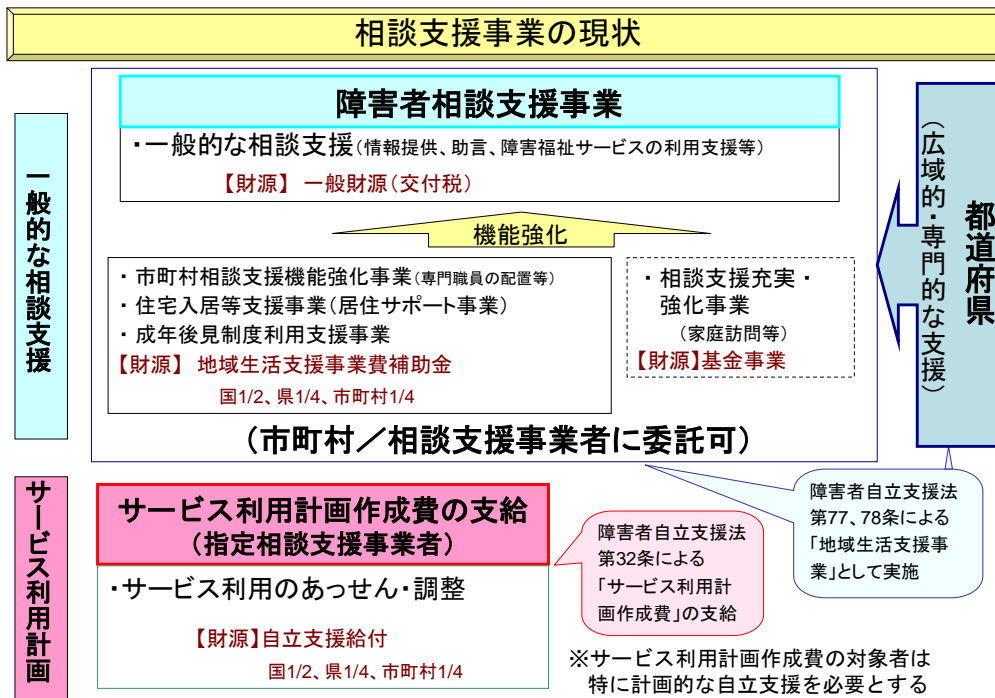 相談支援事業の現状
一般的な相談支援
障害者相談支援事業
・一般的な相談支援(情報提供、助言、障害福祉サービスの利用支援等)
【財源】 一般財源(交付税)
機能強化
・市町村相談支援機能強化事業(専門職員の配置等)
・住宅入居等支援事業(居住サポート事業)
・成年後見制度利用支援事業
【財源】 地域生活支援事業費補助金
国1/2、県1/4、市町村1/4
・相談支援充実・
強化事業
(家庭訪問等)
【財源】基金事業
(市町村/相談支援事業者に委託可)
都道府県
(広域的・専門的な支援)
障害者自立支援法
第77、78条による
「地域生活支援事
業」として実施
サービス利用計画
サービス利用計画作成費の支給
(指定相談支援事業者)
・サービス利用のあっせん・調整
【財源】自立支援給付
国1/2、県1/4、市町村1/4
障害者自立支援法
第32条による
「サービス利用計
画作成費」の支給
※サービス利用計画作成費の対象者は
特に計画的な自立支援を必要とする